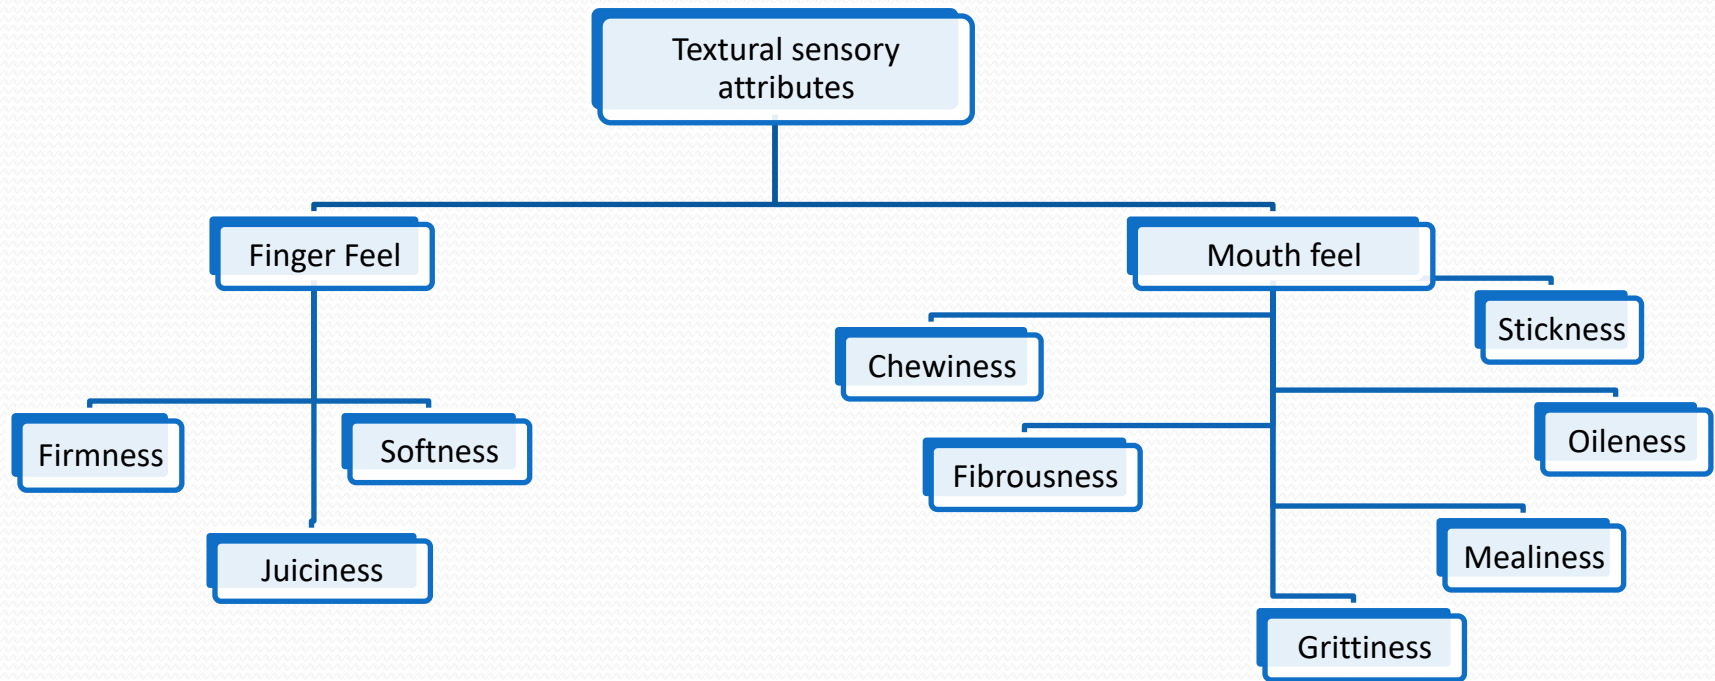 Textural sensory
attributes
Finger Feel
Mouth feel
Stickness
Chewiness
Oileness
Firmness
Softness
Fibrousness
Juiciness
Mealiness
Grittiness